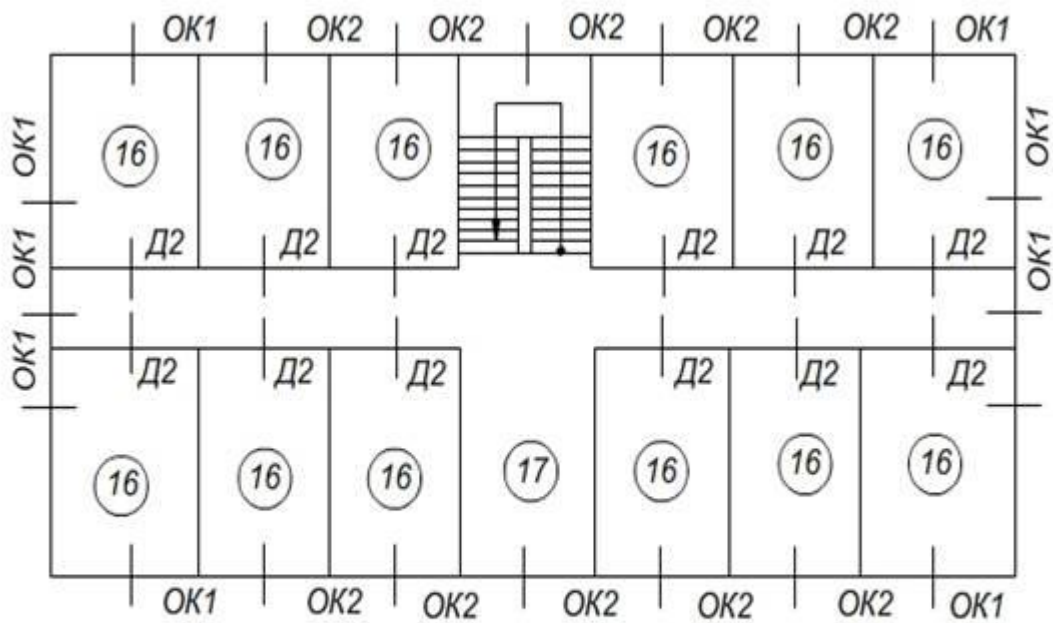 ОК1 ОК2 ОК2 ОК2 ОК2 ОК2 ОК1
ОК1 16 16 16 16 16 16 ОК1
ОК1 Д2 Д2 Д2 Д2 Д2 Д2 ОК1
ОК1 Д2 Д2 Д2 Д2 Д2 Д2
16 16 16 17 16 16 16
ОК1 ОК2 ОК2 ОК2 ОК2 ОК2 ОК1